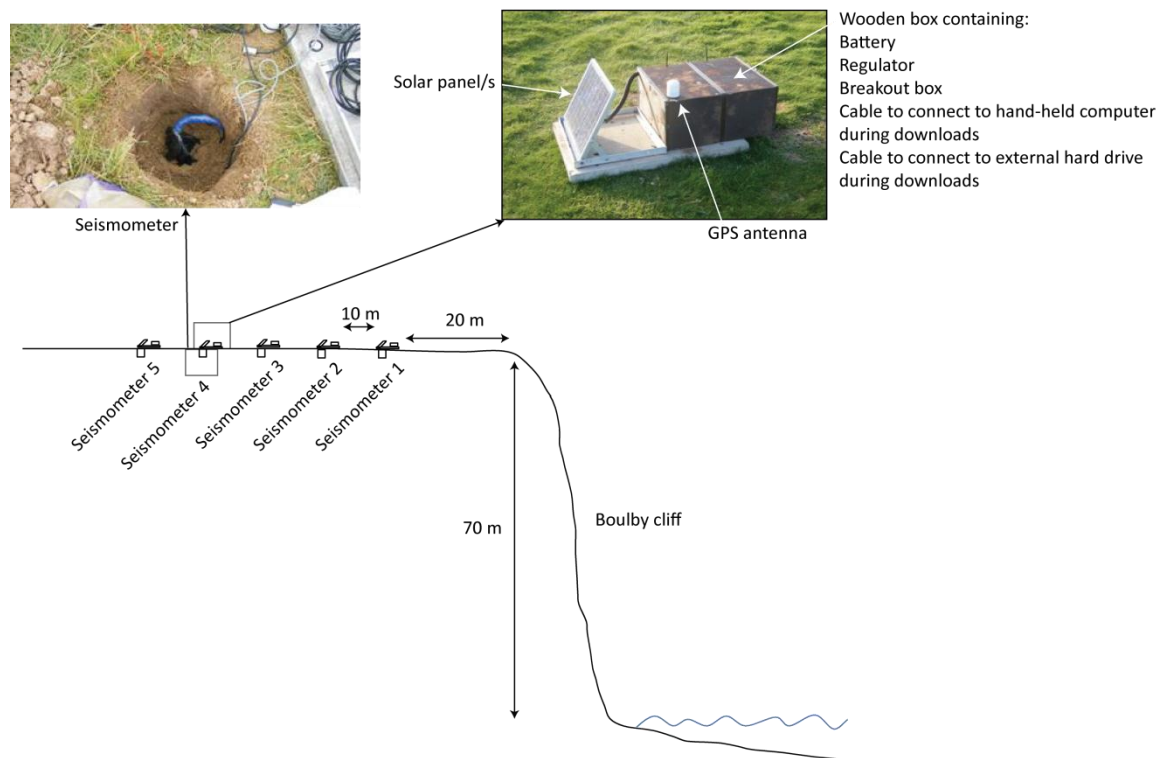 Wooden box containing:
Battery
Regulator
Breakout box
Cable to connect to hand-held computer
during downloads
Cable to connect to external hard drive
during downloads
Solar panel/s
GPS antenna
Seismometer
10 m
20 m
Seismometer 5
Seismometer 4
Seismometer 3
Seismometer 2
Seismometer 1
70 m
Boulby cliff